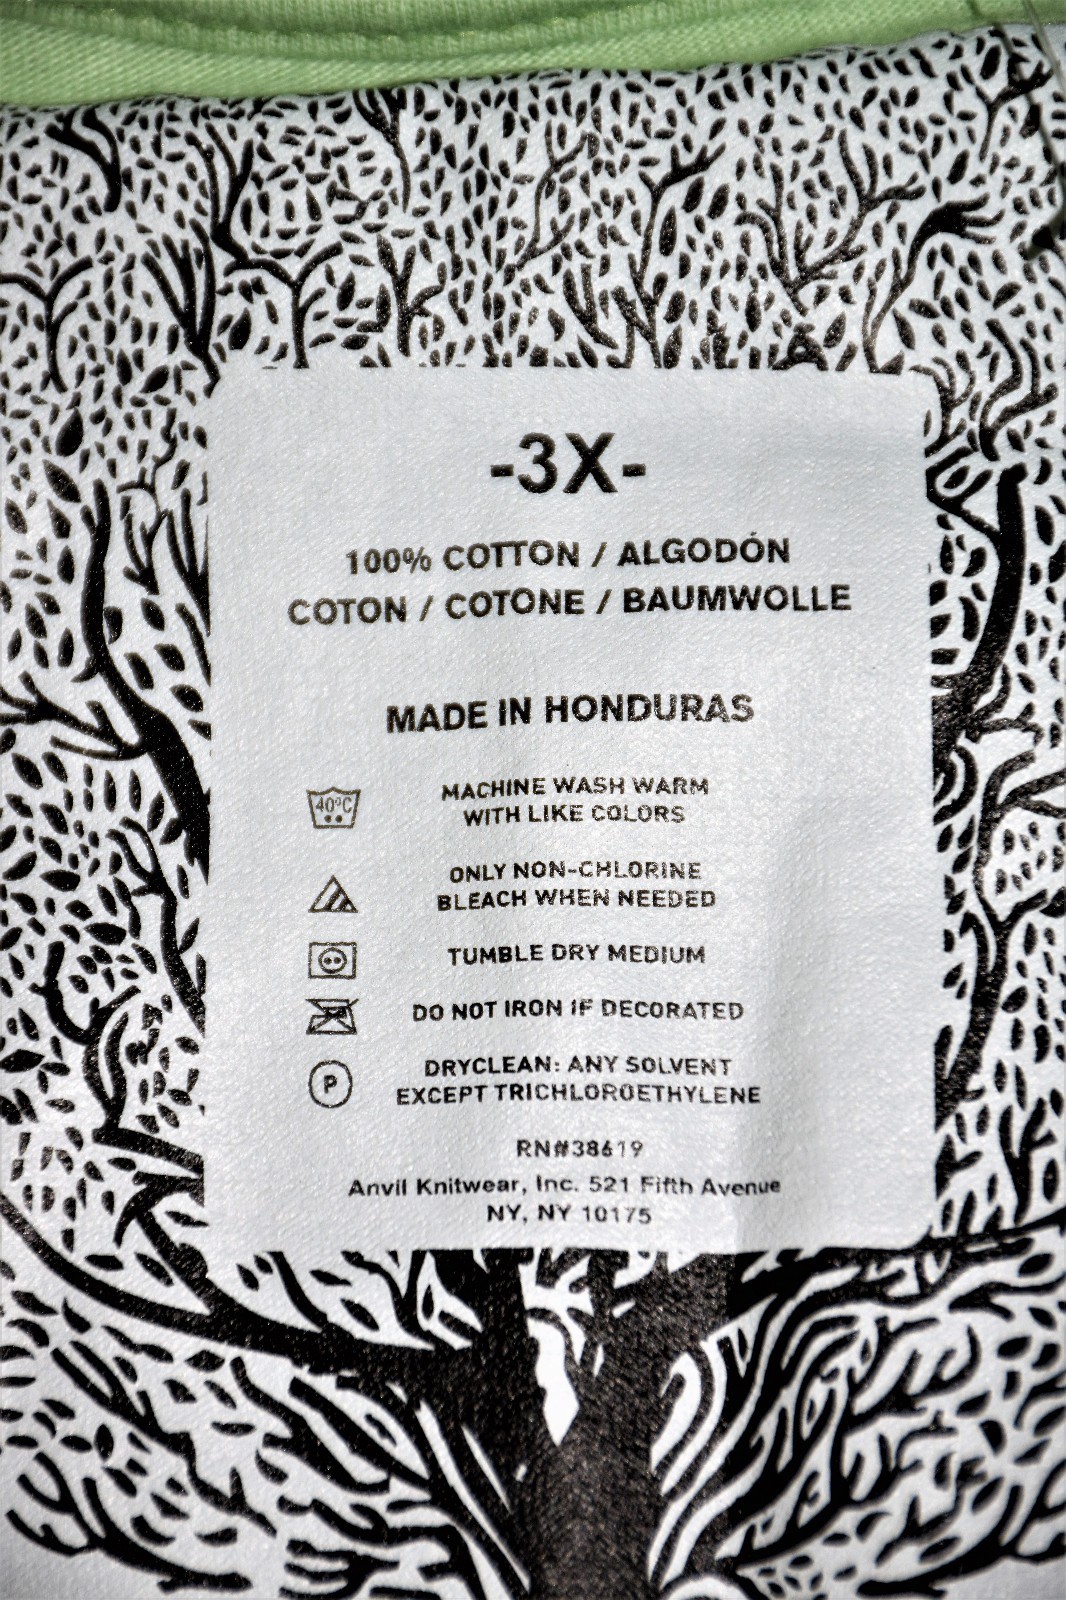 -3X-
100% COTTON / ALGODÓN
COTON / COTONE / BAUMWOLLE
MADE IN HONDURAS
40°C
MACHINE WASH WARM
WITH LIKE COLORS
ONLY NON-CHLORINE
BLEACH WHEN NEEDED
TUMBLE DRY MEDIUM
DO NOT IRON IF DECORATED
P
DRYCLEAN: ANY SOLVENT
EXCEPT TRICHLOROETHYLENE
RN#38619
Anvil Knitwear, Inc. 521 Fifth Avenue
NY, NY 10175